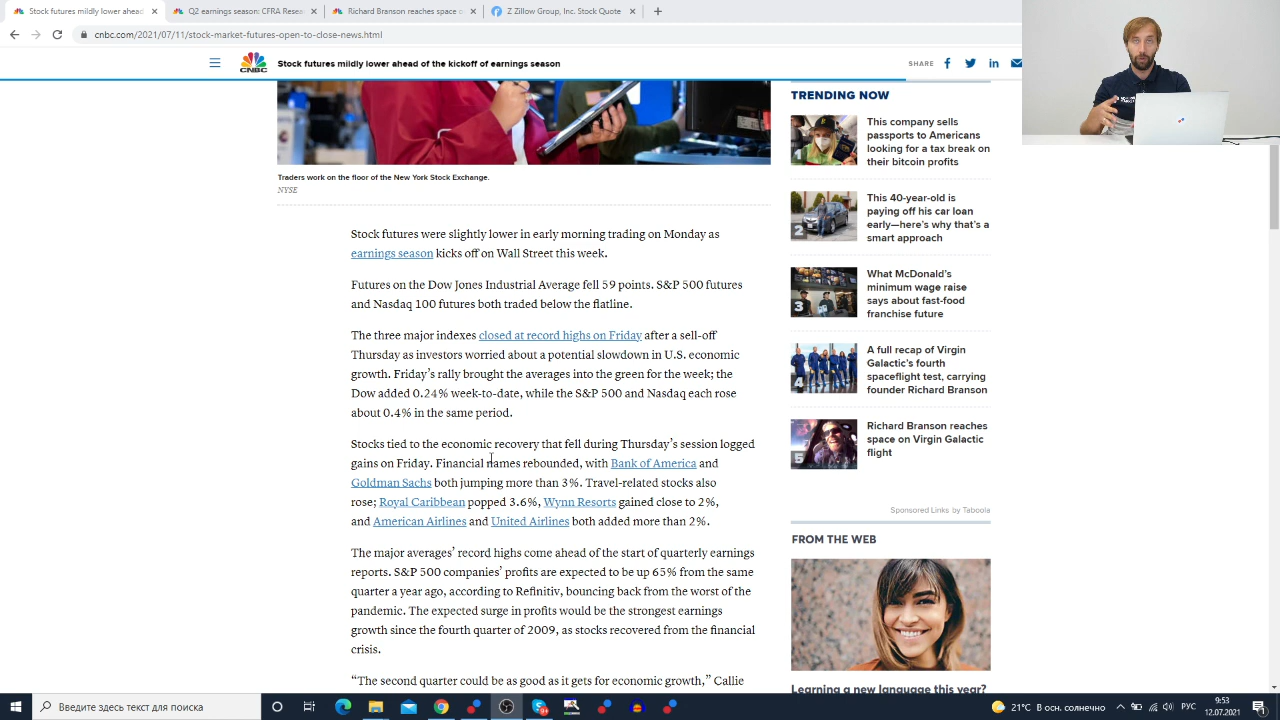 Stock futures mildly lower ahead
Q2 earnings season: Res
Richard Branson reaches space o
Z Zillow Group, Inc. Stock Quote
cnbc.com/2021/07/11/stock-market-futures-open-to-close-news.html
CNBC
Stock futures mildly lower ahead of the kickoff of earnings season
SHARE
Traders work on the floor of the New York Stock Exchange.
NYSE
Stock futures were slightly lower in early morning trading on Monday as
earnings season kicks off on Wall Street this week.
Futures on the Dow Jones Industrial Average fell 59 points. S&P 500 futures
and Nasdaq 100 futures both traded below the flatline.
The three major indexes closed at record highs on Friday after a sell-off
Thursday as investors worried about a potential slowdown in U.S. economic
growth. Friday’s rally brought the averages into the green for the week; the
Dow added 0.24% week-to-date, while the S&P 500 and Nasdaq each rose
about 0.4% in the same period.
Stocks tied to the economic recovery that fell during Thursday’s session logged
gains on Friday. Financial names rebounded, with Bank of America and
Goldman Sachs both jumping more than 3%. Travel-related stocks also
rose; Royal Caribbean popped 3.6%, Wynn Resorts gained close to 2%,
and American Airlines and United Airlines both added more than 2%.
The major averages’ record highs come ahead of the start of quarterly earnings
reports. S&P 500 companies’ profits are expected to be up 65% from the same
quarter a year ago, according to Refinitiv, bouncing back from the worst of the
pandemic. The expected surge in profits would be the strongest earnings
growth since the fourth quarter of 2009, as stocks recovered from the financial
crisis.
“The second quarter could be as good as it gets for economic growth,” Callie
TRENDING NOW
1
This company sells
passports to Americans
looking for a tax break on
their bitcoin profits
2
This 40-year-old is
paying off his car loan
early—here’s why that’s a
smart approach
3
What McDonald’s
minimum wage raise
says about fast-food
franchise future
4
A full recap of Virgin
Galactic’s fourth
spaceflight test, carrying
founder Richard Branson
5
Richard Branson reaches
space on Virgin Galactic
flight
Sponsored Links by Taboola
FROM THE WEB
Learning a new language this year?
Введите здесь текст для поиска
РУС
9:53
12.07.2021